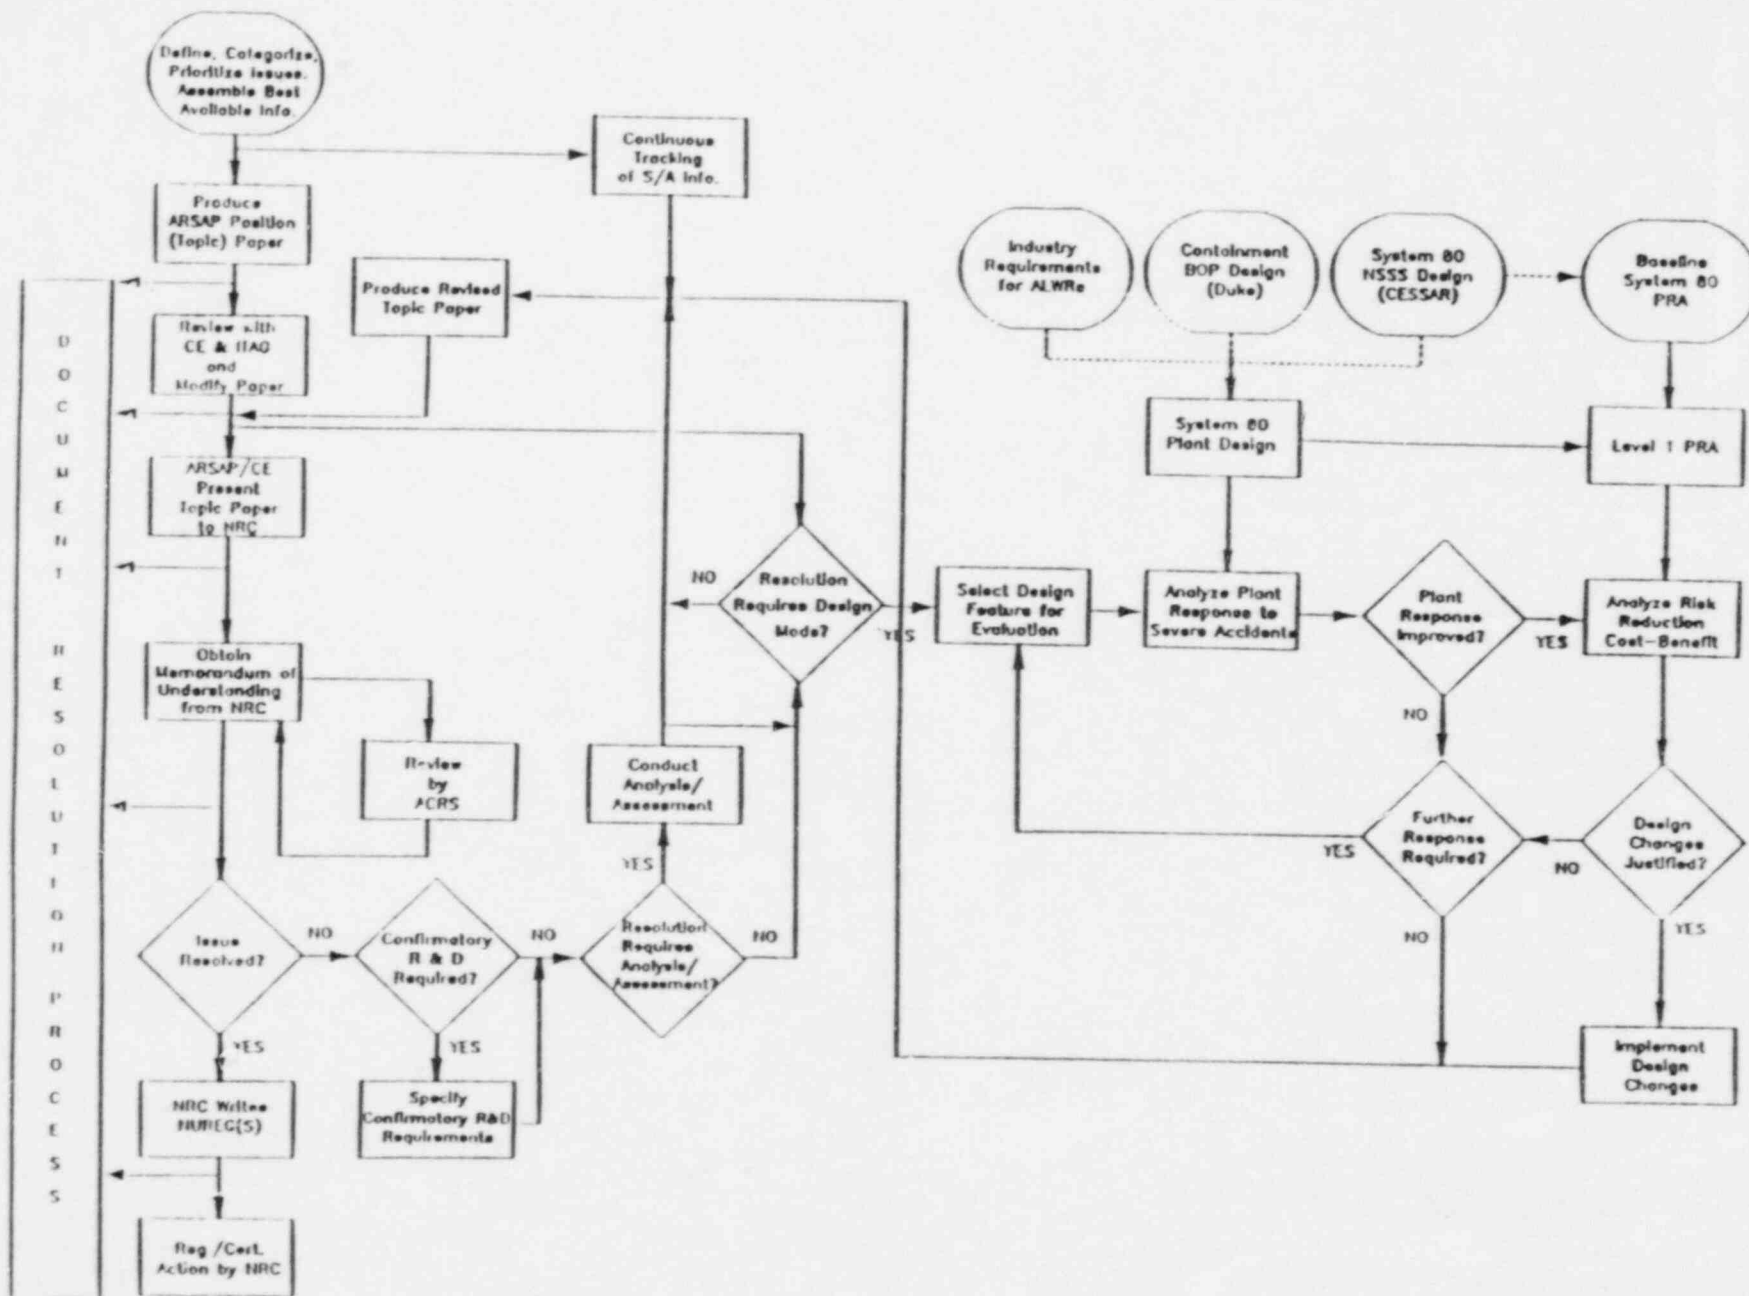 Define, Categorize,
Prioritize Issues.
Assemble Best
Available Info.
Continuous
Tracking
of S/A Info.
Produce
ARSAP Position
(Topic) Paper
Industry
Requirements
for ALWRs
Containment
BOP Design
(Duke)
System 80
NSSS Design
(CESSAR)
Baseline
System 80
PRA
Produce Revised
Topic Paper
Review with
CE &
and
Modify Paper
System 80
Plant Design
Level 1 PRA
ARSAP/CE
Present
Topic Paper
to NRC
NO
Resolution
Requires Design
Mods?
YES
Select Design
Feature for
Evaluation
Analyze Plant
Response to
Severe Accidents
Plant
Response
Improved?
YES
NO
Analyze Risk
Reduction
Cost-Benefit
Obtain
Memorandum of
Understanding
from NRC
Review
by
ACRS
Conduct
Analysis/
Assessment
YES
Further
Response
Required?
YES
NO
Design
Changes
Justified?
NO
YES
Issue
Resolved?
NO
YES
Confirmatory
R & D
Required?
NO
YES
Resolution
Requires
Analysis/
Assessment?
NO
Implement
Design
Changes
NRC Writes
NUREG(S)
Specify
Confirmatory R&D
Requirements
Reg./Cert.
Action by NRC
DOCUMENT RESOLUTION PROCESS